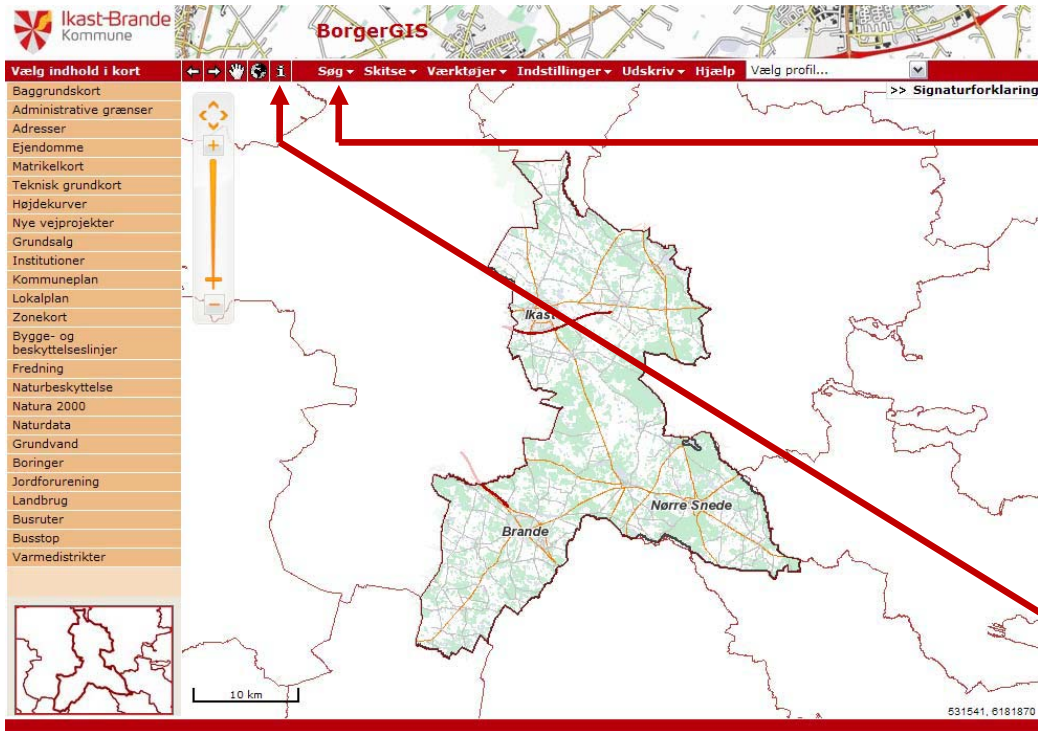 Ikast-Brande
Kommune
BorgerGIS
Vælg indhold i kort
i
Søg
Skitse
Værktøjer
Indstillinger
Udskriv
Hjælp
Vælg profil...
>> Signaturforklaring
Baggrundskort
Administrative grænser
Adresser
Ejendomme
Matrikelkort
Teknisk grundkort
Højdekurver
Nye vejprojekter
Grundsalg
Institutioner
Kommuneplan
Lokalplan
Zonekort
Bygge- og
beskyttelseslinjer
Fredning
Naturbeskyttelse
Natura 2000
Naturdata
Grundvand
Boringer
Jordforurening
Landbrug
Busruter
Busstop
Varmedistrikter
Ikast
Nørre Snede
Brande
10 km
531541, 6181870